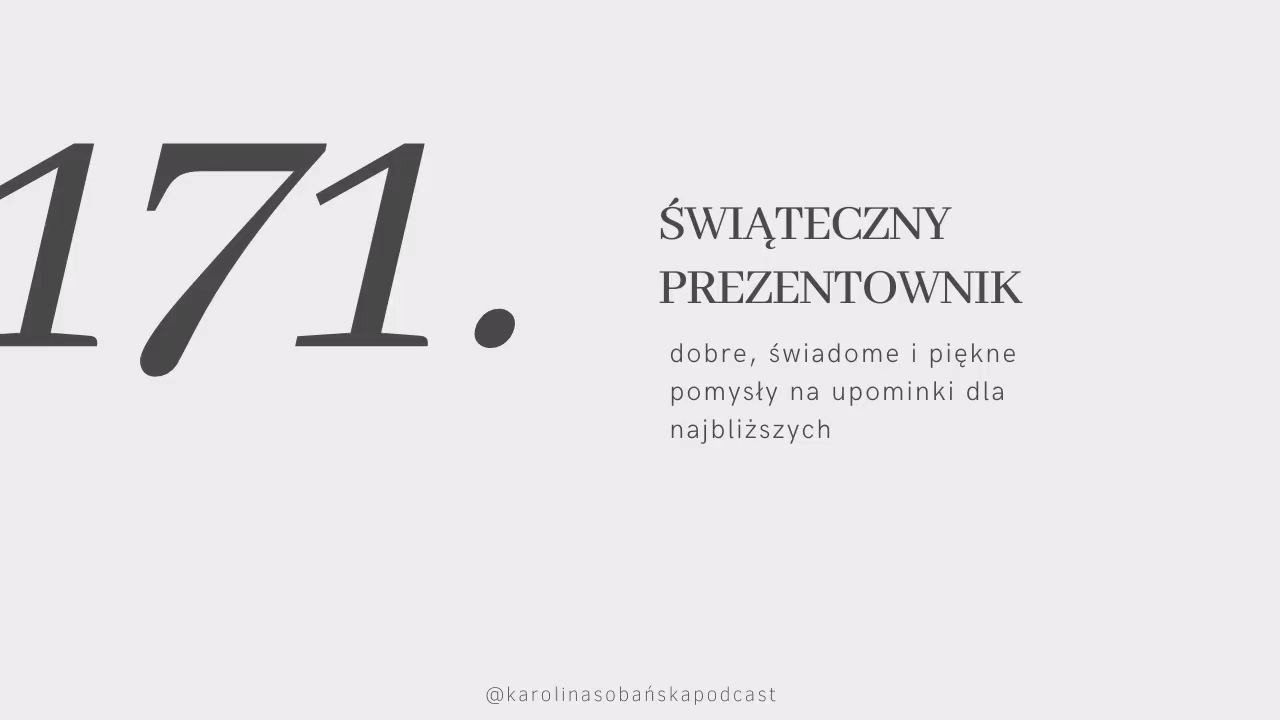 171.
ŚWIĄTECZNY
PREZENTOWNIK
dobre, świadome i piękne
pomysły na upominki dla
najbliższych
@karolinasobańskapodcast